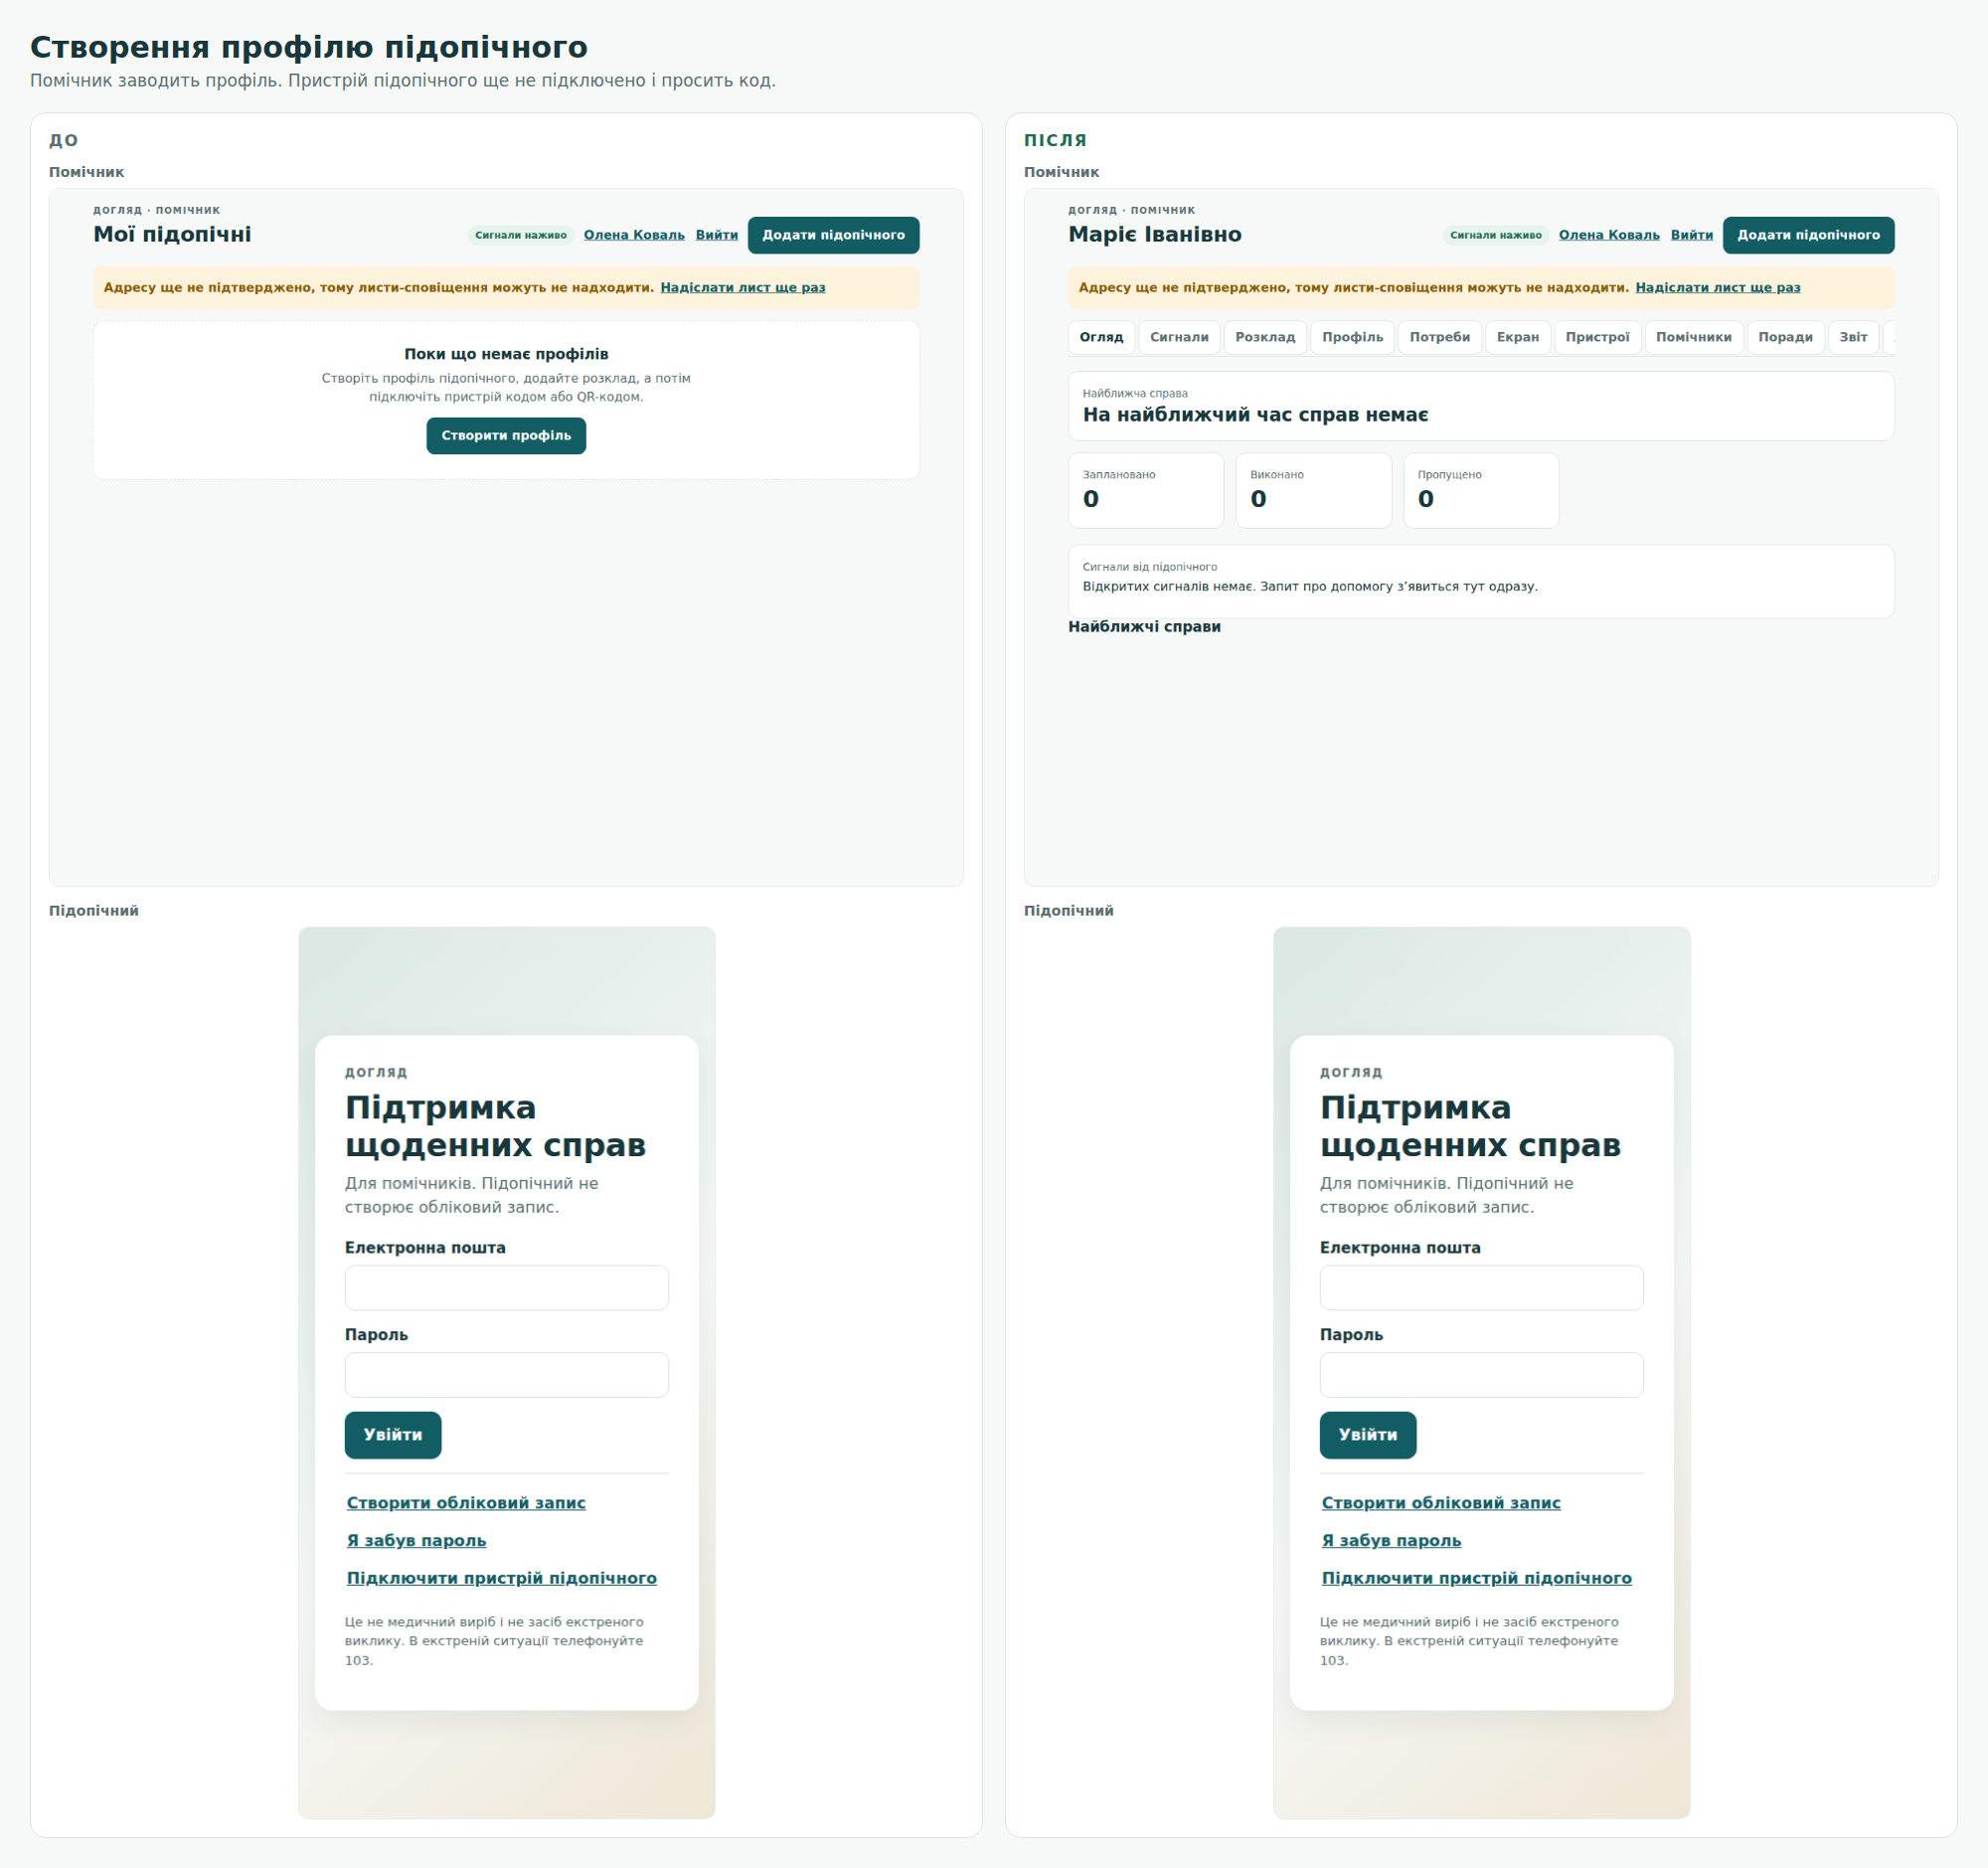 Створення профілю підопічного
Помічник заводить профіль. Пристрій підопічного ще не підключено і просить код.
ДО
Помічник
ДОГЛЯД · ПОМІЧНИК
Мої підопічні
Сигнали наживо
Олена Коваль
Вийти
Додати підопічного
Адресу ще не підтверджено, тому листи-сповіщення можуть не надходити. Надіслати лист ще раз
Поки що немає профілів
Створіть профіль підопічного, додайте розклад, а потім
підключіть пристрій кодом або QR-кодом.
Створити профіль
Підопічний
ДОГЛЯД
Підтримка
щоденних справ
Для помічників. Підопічний не
створює обліковий запис.
Електронна пошта
Пароль
Увійти
Створити обліковий запис
Я забув пароль
Підключити пристрій підопічного
Це не медичний виріб і не засіб екстреного
виклику. В екстреній ситуації телефонуйте
103.
ПІСЛЯ
Помічник
ДОГЛЯД · ПОМІЧНИК
Маріє Іванівно
Сигнали наживо
Олена Коваль
Вийти
Додати підопічного
Адресу ще не підтверджено, тому листи-сповіщення можуть не надходити. Надіслати лист ще раз
Огляд Сигнали Розклад Профіль Потреби Екран Пристрої Помічники Поради Звіт
Найближча справа
На найближчий час справ немає
Заплановано Виконано Пропущено
0 0 0
Сигнали від підопічного
Відкритих сигналів немає. Запит про допомогу з’явиться тут одразу.
Найближчі справи
Підопічний
ДОГЛЯД
Підтримка
щоденних справ
Для помічників. Підопічний не
створює обліковий запис.
Електронна пошта
Пароль
Увійти
Створити обліковий запис
Я забув пароль
Підключити пристрій підопічного
Це не медичний виріб і не засіб екстреного
виклику. В екстреній ситуації телефонуйте
103.